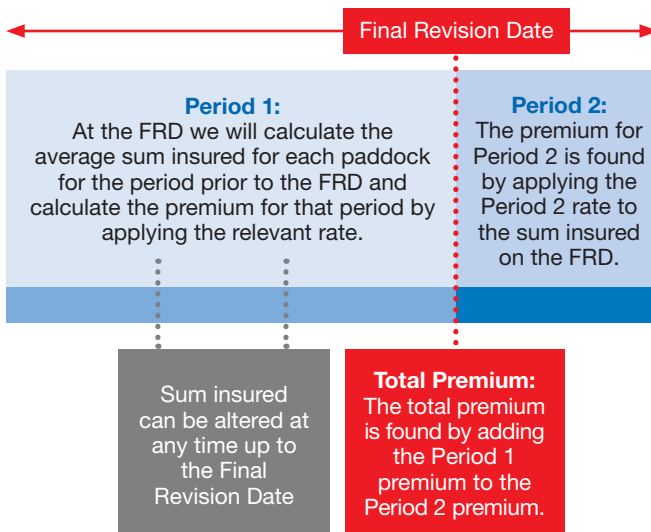 Final Revision Date
Period 1:
At the FRD we will calculate the
average sum insured for each paddock
for the period prior to the FRD and
calculate the premium for that period by
applying the relevant rate.
Period 2:
The premium for
Period 2 is found
by applying the
Period 2 rate to
the sum insured
on the FRD.
Sum insured
can be altered at
any time up to
the Final
Revision Date
Total Premium:
The total premium
is found by adding
the Period 1
premium to the
Period 2 premium.